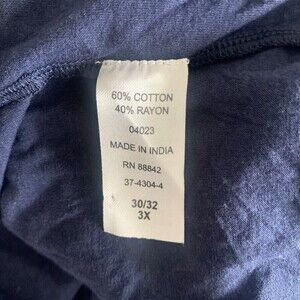 60% COTTON
40% RAYON
04023
MADE IN INDIA
RN 88842
37-4304-4
30/32
3X